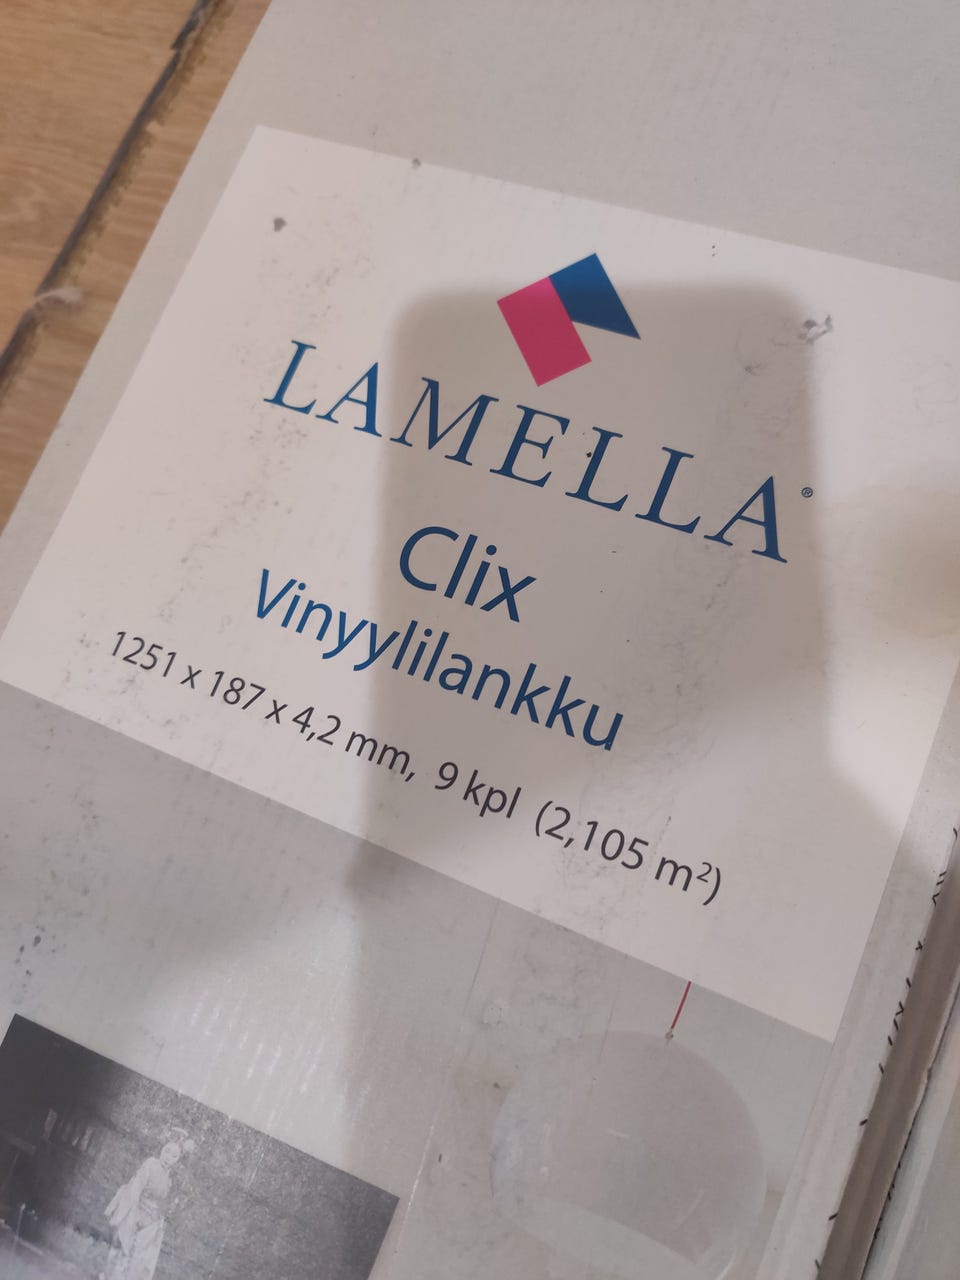 LAMELLA®
Clix
Vinyylilankku
1251 x 187 x 4,2 mm, 9 kpl (2,105 m²)